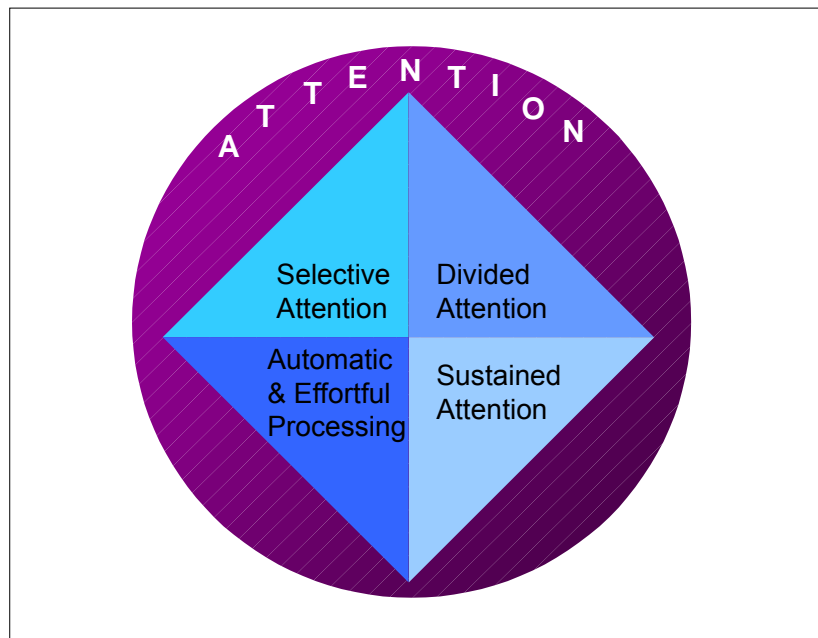 ATTENTION
Selective
Attention
Divided
Attention
Automatic
& Effortful
Processing
Sustained
Attention